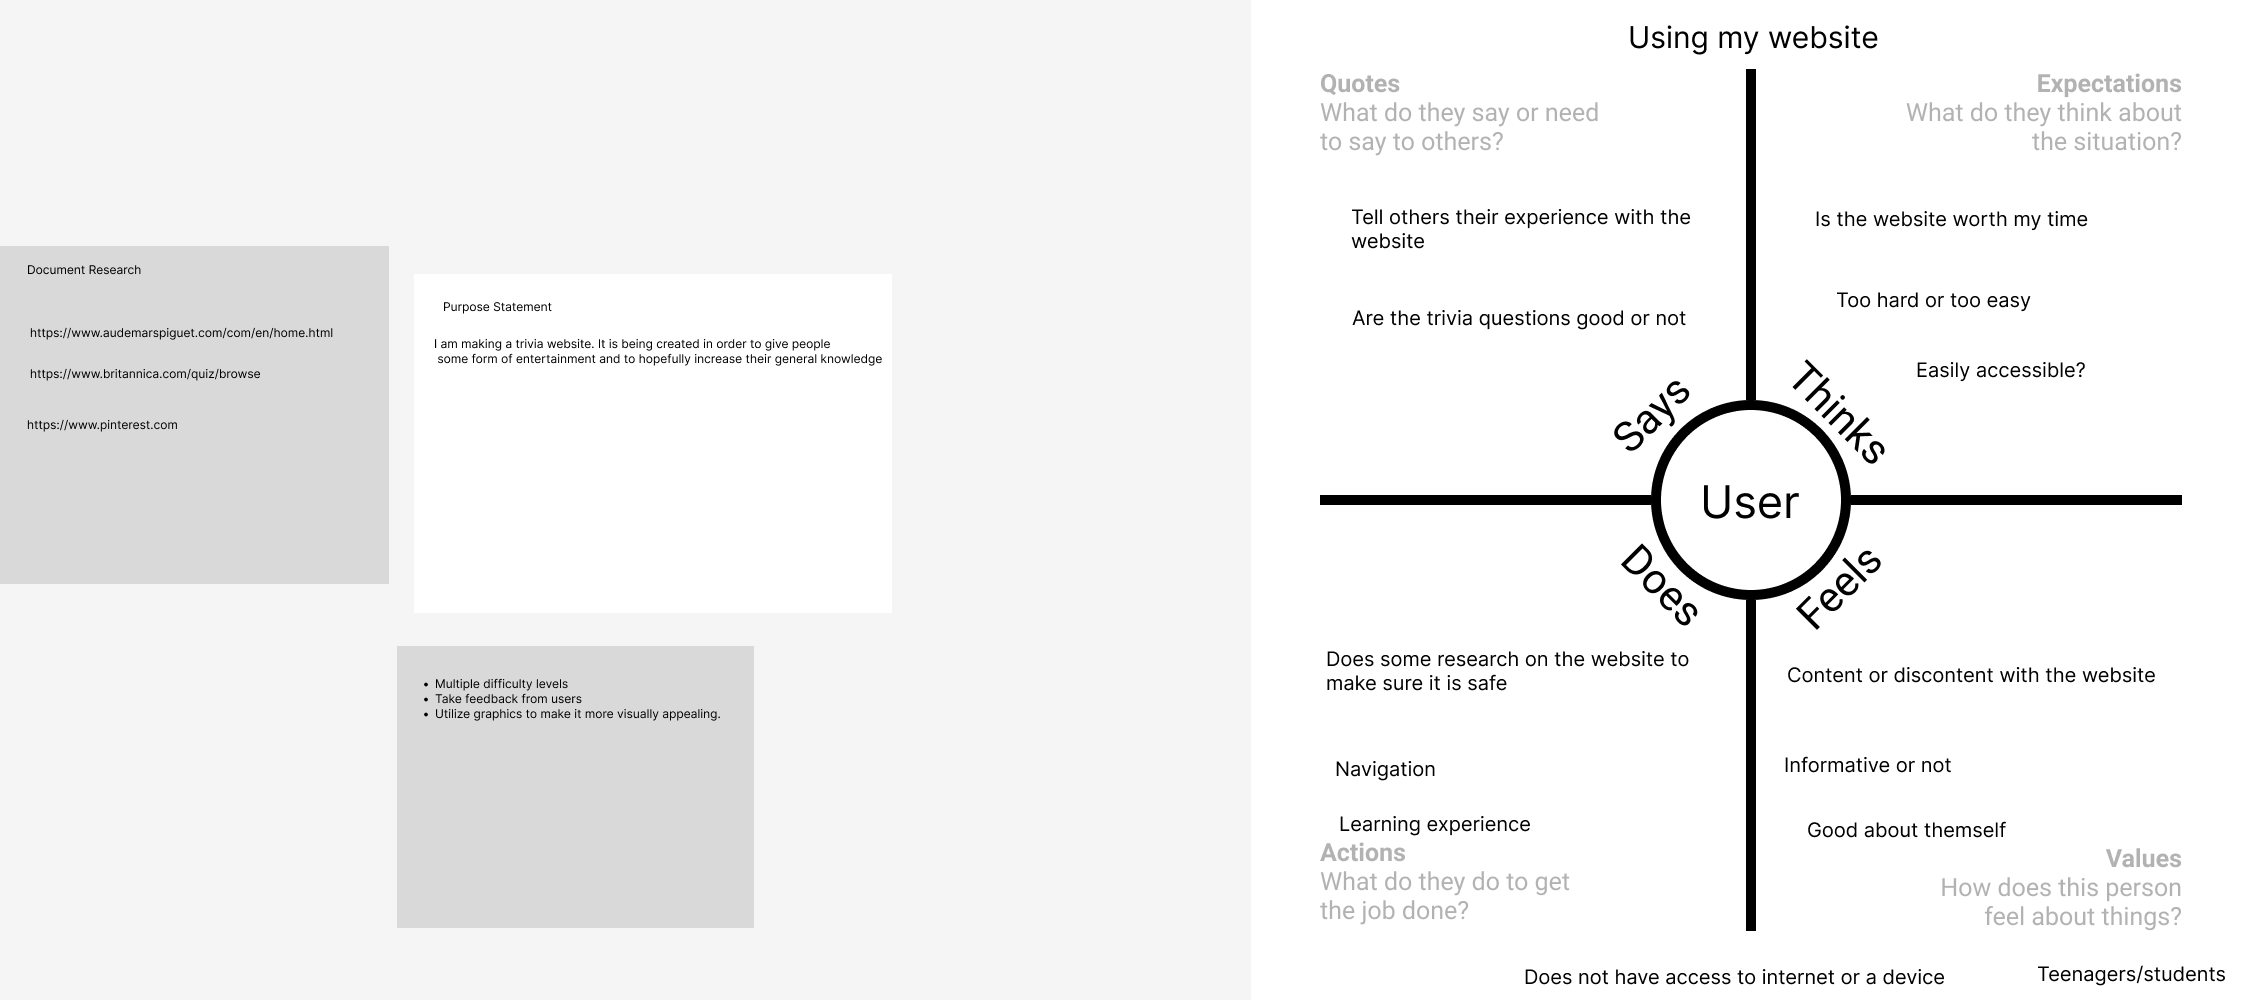 Document Research
https://www.audemarspiguet.com/com/en/home.html
https://www.britannica.com/quiz/browse
https://www.pinterest.com
Purpose Statement
I am making a trivia website. It is being created in order to give people
some form of entertainment and to hopefully increase their general knowledge
• Multiple difficulty levels
• Take feedback from users
• Utilize graphics to make it more visually appealing.
Using my website
Quotes
What do they say or need
to say to others?
Expectations
What do they think about
the situation?
Tell others their experience with the
website
Are the trivia questions good or not
Is the website worth my time
Too hard or too easy
Easily accessible?
Says
Thinks
User
Does
Feels
Does some research on the website to
make sure it is safe
Navigation
Learning experience
Actions
What do they do to get
the job done?
Content or discontent with the website
Informative or not
Good about themself
Values
How does this person
feel about things?
Does not have access to internet or a device
Teenagers/students